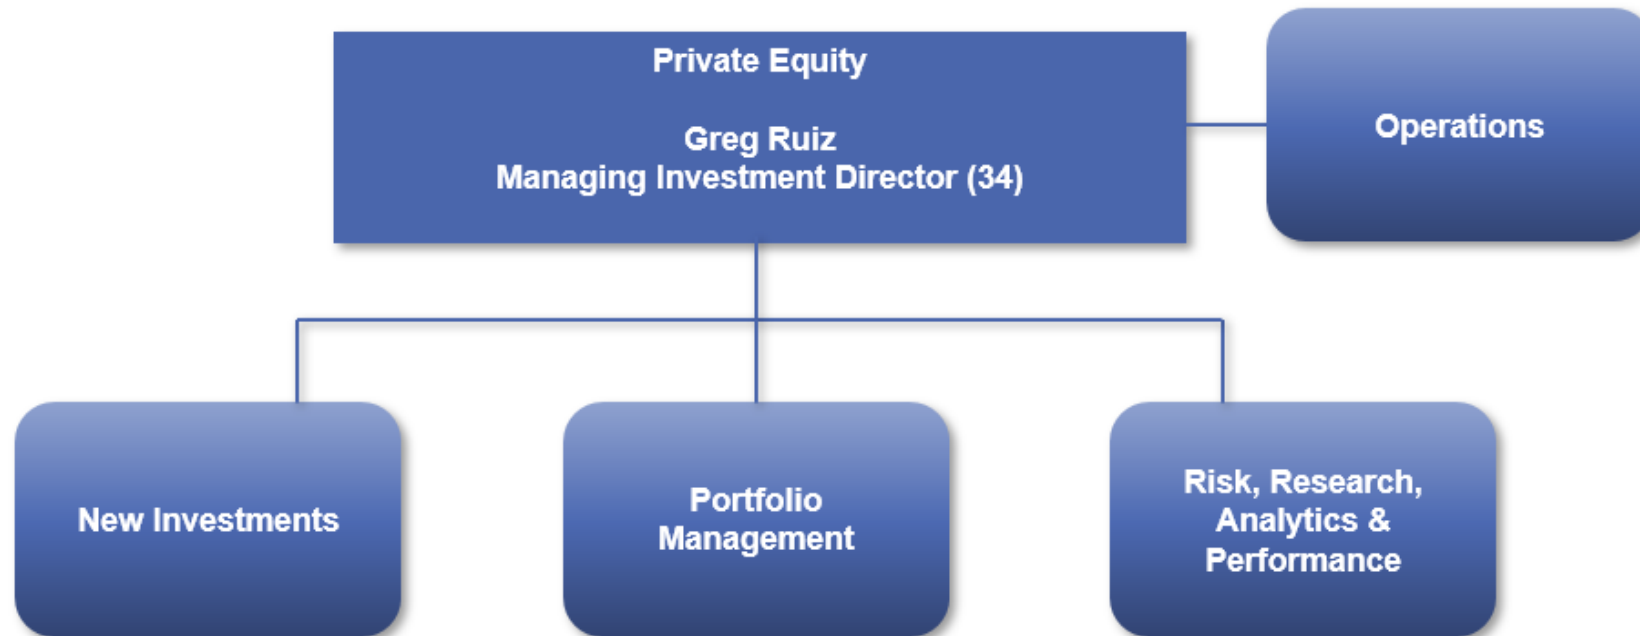 Private Equity
Greg Ruiz
Managing Investment Director (34)
Operations
New Investments
Portfolio
Management
Risk, Research,
Analytics &
Performance